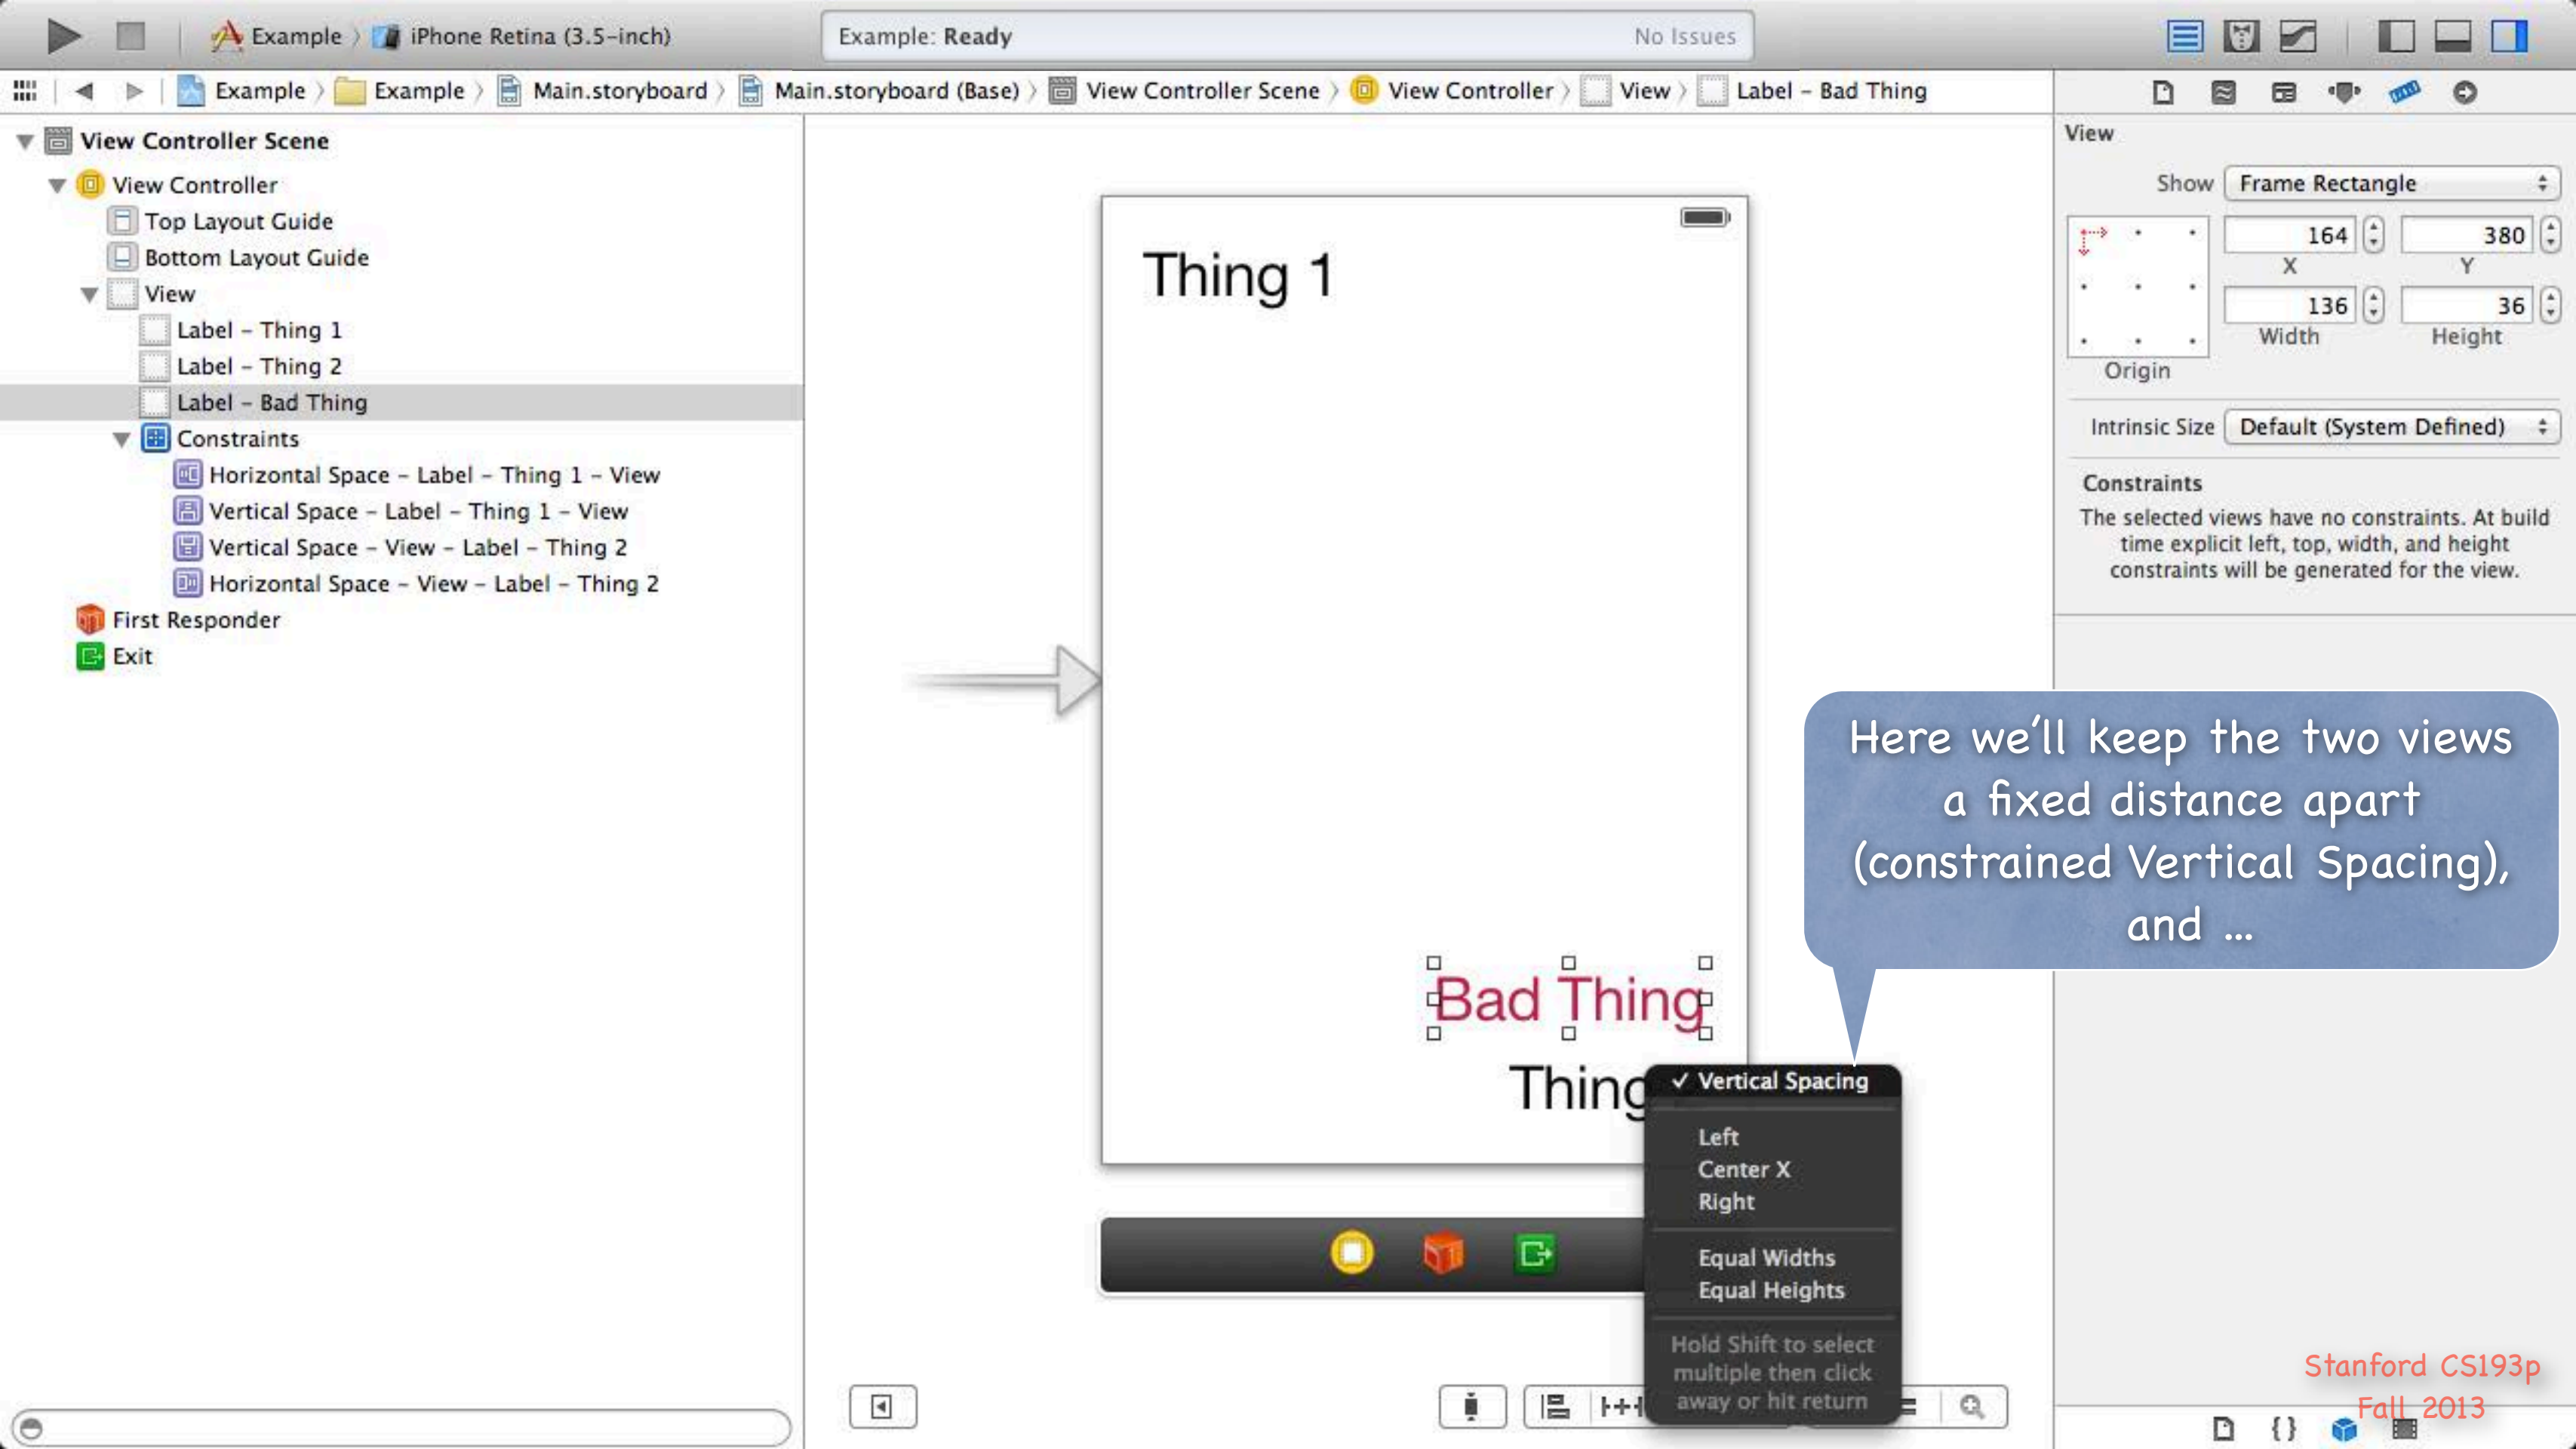 Example › iPhone Retina (3.5-inch)
Example: Ready
No Issues
Example › Example › Main.storyboard › Main.storyboard (Base) › View Controller Scene › View Controller › View › Label – Bad Thing
View Controller Scene
View Controller
Top Layout Guide
Bottom Layout Guide
View
Label – Thing 1
Label – Thing 2
Label – Bad Thing
Constraints
Horizontal Space – Label – Thing 1 – View
Vertical Space – Label – Thing 1 – View
Vertical Space – View – Label – Thing 2
Horizontal Space – View – Label – Thing 2
First Responder
Exit
Thing 1
Bad Thing
Thing
✓ Vertical Spacing
Left
Center X
Right
Equal Widths
Equal Heights
Hold Shift to select
multiple then click
away or hit return
View
Show Frame Rectangle
164 380
X Y
136 36
Width Height
Origin
Intrinsic Size Default (System Defined)
Constraints
The selected views have no constraints. At build
time explicit left, top, width, and height
constraints will be generated for the view.
Here we'll keep the two views
a fixed distance apart
(constrained Vertical Spacing),
and ...
Stanford CS193p
Fall 2013
{}